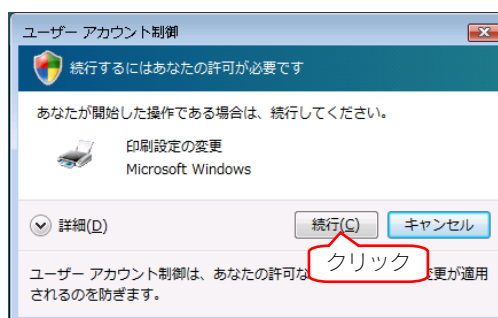 ユーザー アカウント制御
続行するにはあなたの許可が必要です
あなたが開始した操作である場合は、続行してください。
印刷設定の変更
Microsoft Windows
詳細(D)
続行(C)
キャンセル
クリック
ユーザー アカウント制御は、あなたの許可な 変更が適用
されるのを防ぎます。